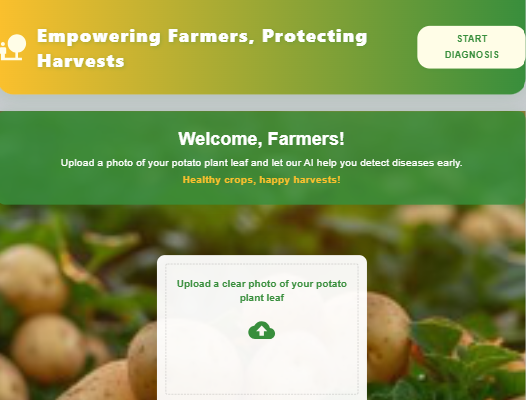 Empowering Farmers, Protecting
Harvests
START
DIAGNOSIS
Welcome, Farmers!
Upload a photo of your potato plant leaf and let our AI help you detect diseases early.
Healthy crops, happy harvests!
Upload a clear photo of your potato
plant leaf